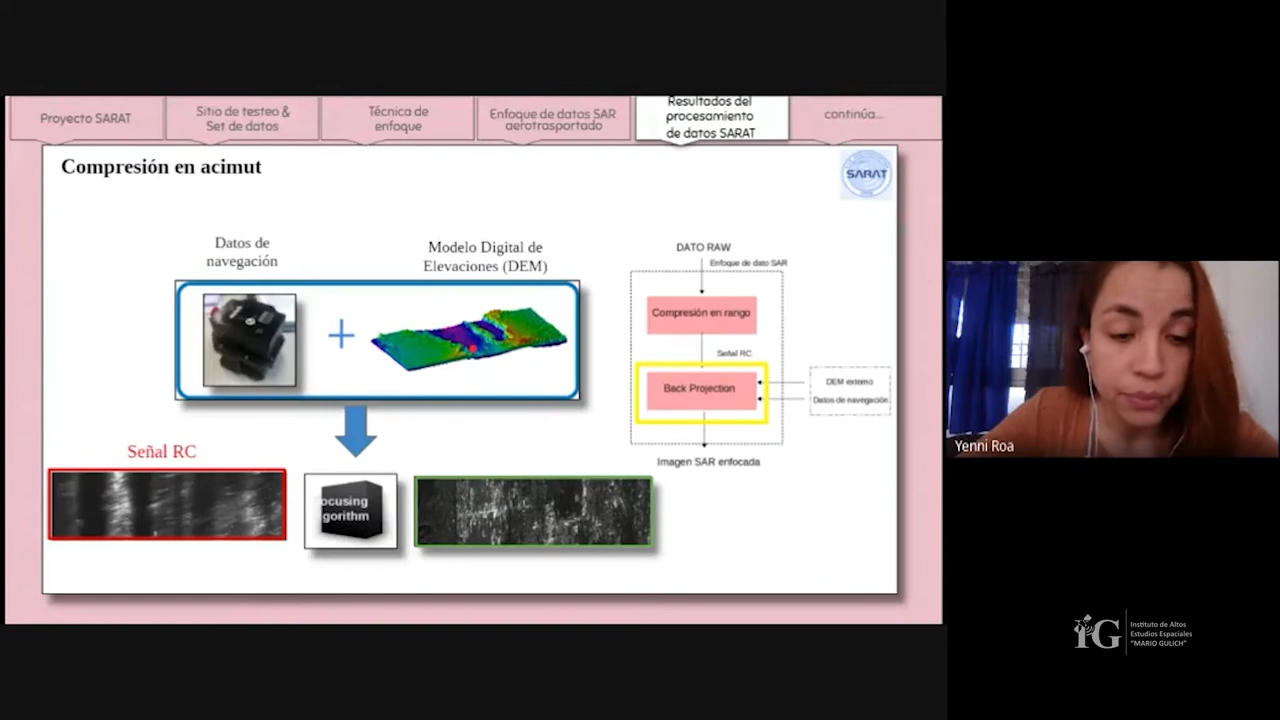 Proyecto SARAT
Sitio de testeo &
Set de datos
Técnica de
enfoque
Enfoque de datos SAR
aerotrasportado
Resultados del
procesamiento
de datos SARAT
continúa...
Compresión en acimut
SARAT
Datos de
navegación
Modelo Digital de
Elevaciones (DEM)
DATO RAW
Enfoque de dato SAR
Compresión en rango
Señal RC
Back Projection
DEM externo
Datos de navegación
Imagen SAR enfocada
Señal RC
ocusing
gorithm
Yenni Roa
iG
Instituto de Altos
Estudios Espaciales
"MARIO GULICH"